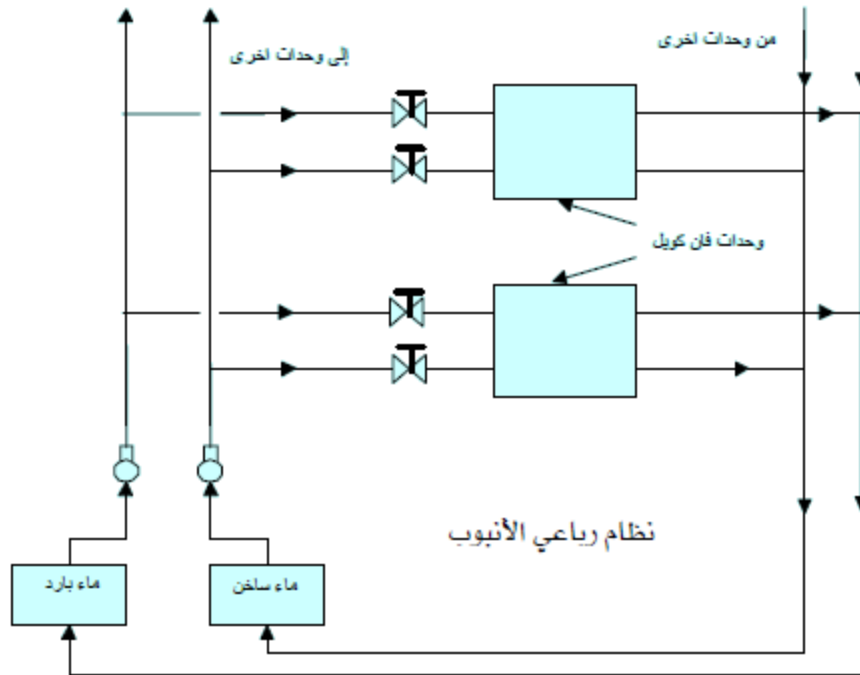 من وحدات اخرى
إلى وحدات اخرى
وحدات فان كويل
نظام رباعي الأنبوب
ماء ساخن
ماء بارد